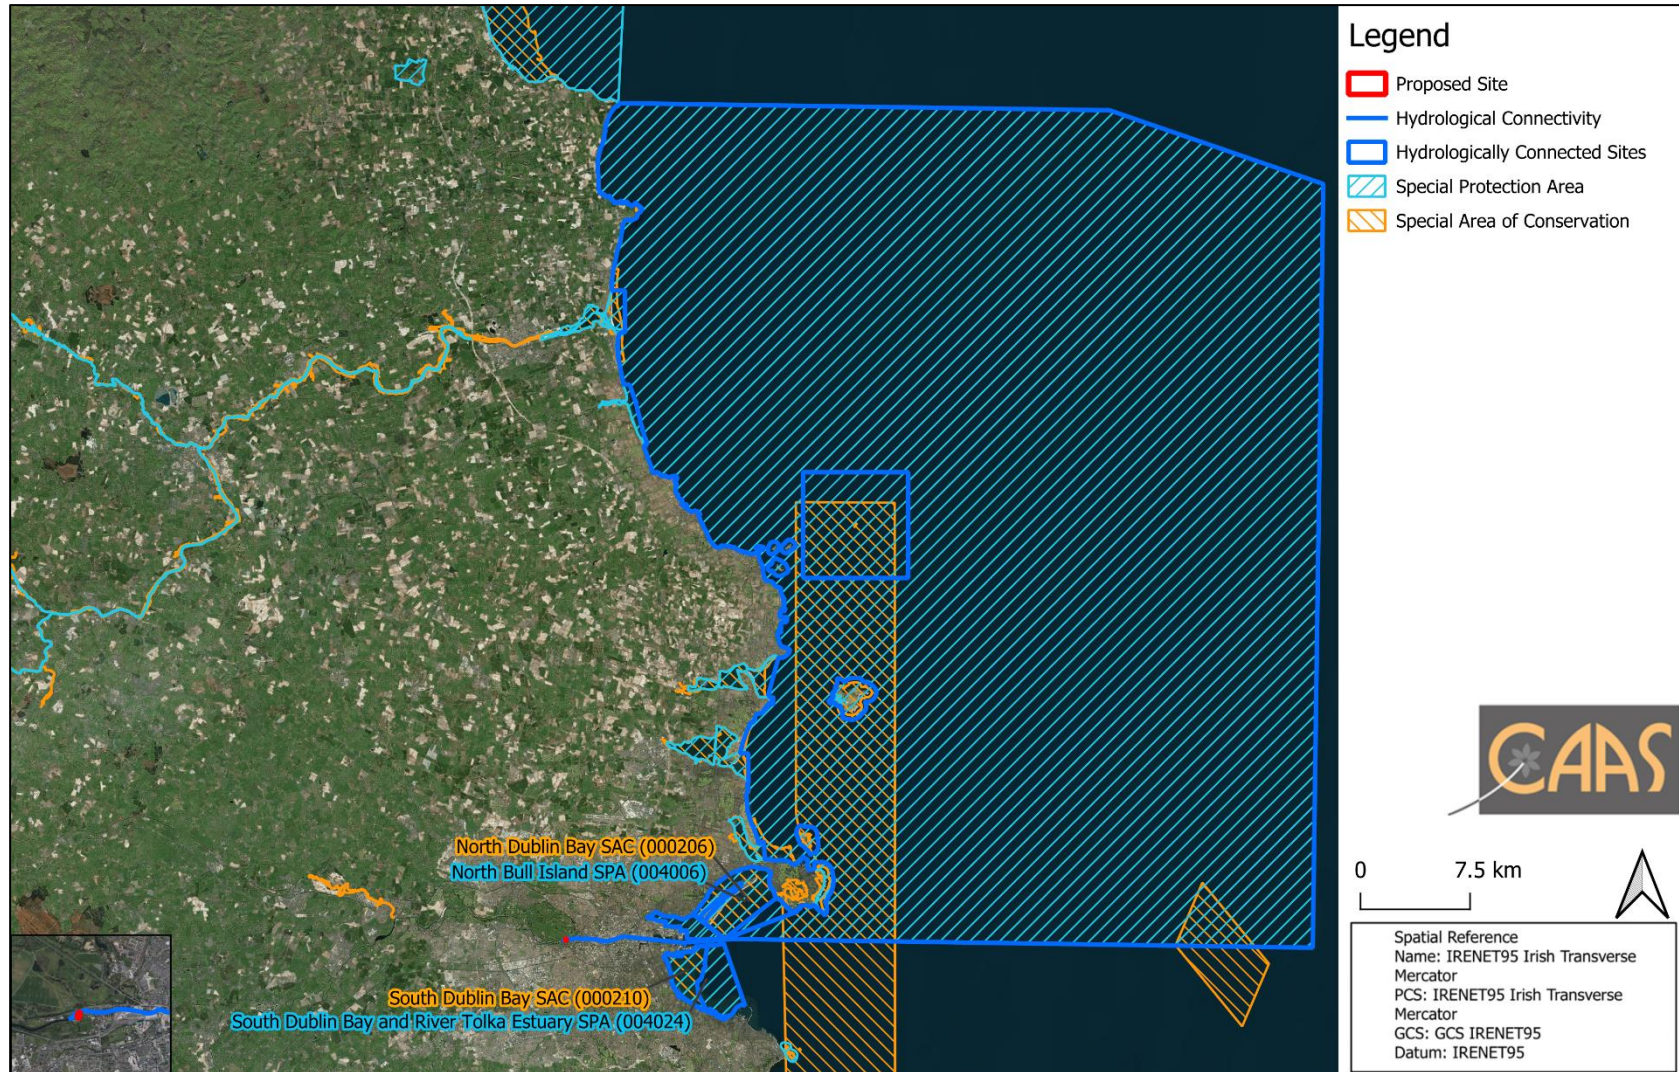 Legend
Proposed Site
Hydrological Connectivity
Hydrologically Connected Sites
Special Protection Area
Special Area of Conservation
North Dublin Bay SAC (000206)
North Bull Island SPA (004006)
South Dublin Bay SAC (000210)
South Dublin Bay and River Tolka Estuary SPA (004024)
CAAS
0 7.5 km
Spatial Reference
Name: IRENET95 Irish Transverse
Mercator
PCS: IRENET95 Irish Transverse
Mercator
GCS: GCS IRENET95
Datum: IRENET95